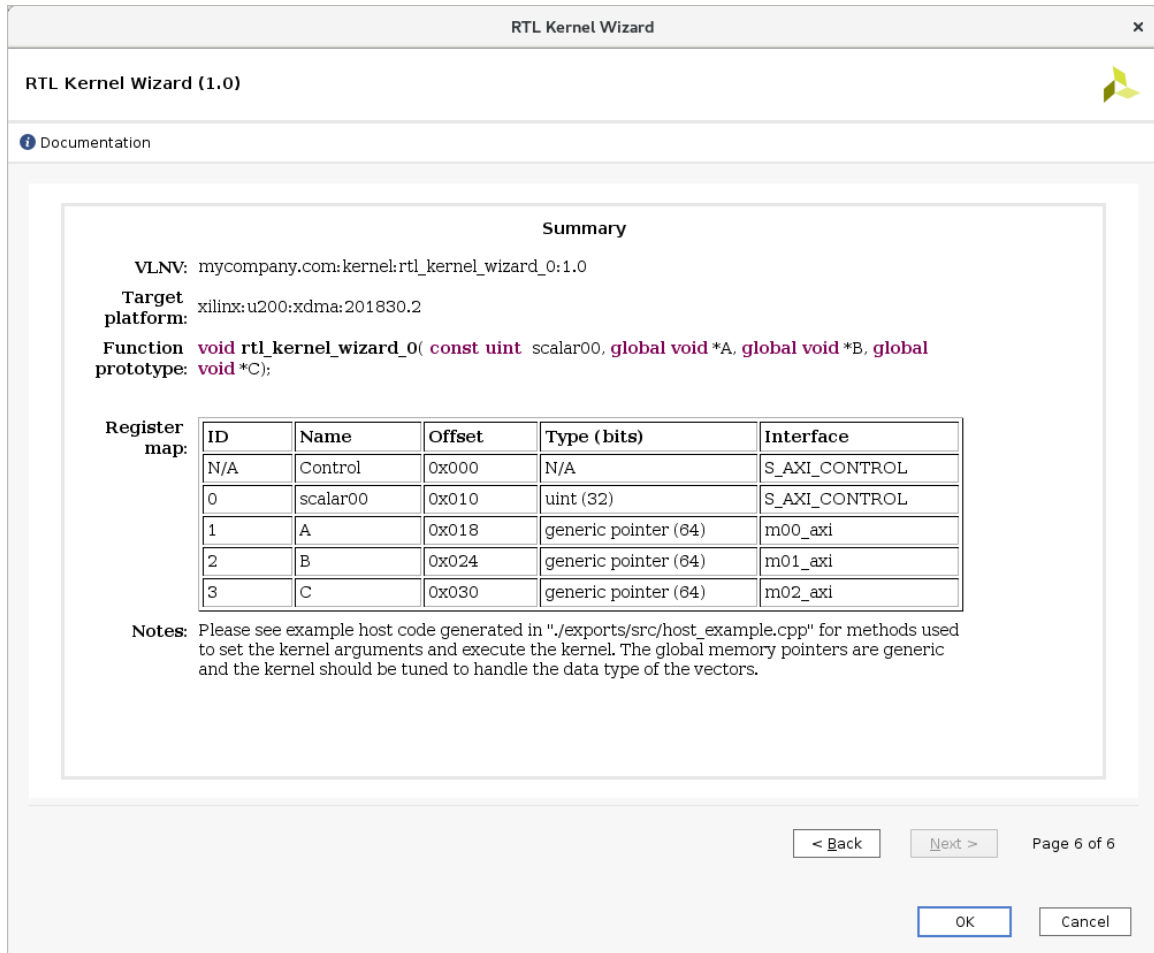 RTL Kernel Wizard
×
RTL Kernel Wizard (1.0)
Documentation
Summary
VLNV: mycompany.com:kernel:rtl_kernel_wizard_0:1.0
Target platform: xilinx:u200:xdma:201830.2
Function prototype: void rtl_kernel_wizard_0( const uint scalar00, global void *A, global void *B, global
void *C);
Register map:
ID Name Offset Type (bits) Interface
N/A Control 0x000 N/A S_AXI_CONTROL
0 scalar00 0x010 uint (32) S_AXI_CONTROL
1 A 0x018 generic pointer (64) m00_axi
2 B 0x024 generic pointer (64) m01_axi
3 C 0x030 generic pointer (64) m02_axi
Notes: Please see example host code generated in "./exports/src/host_example.cpp" for methods used
to set the kernel arguments and execute the kernel. The global memory pointers are generic
and the kernel should be tuned to handle the data type of the vectors.
< Back Next > Page 6 of 6
OK Cancel